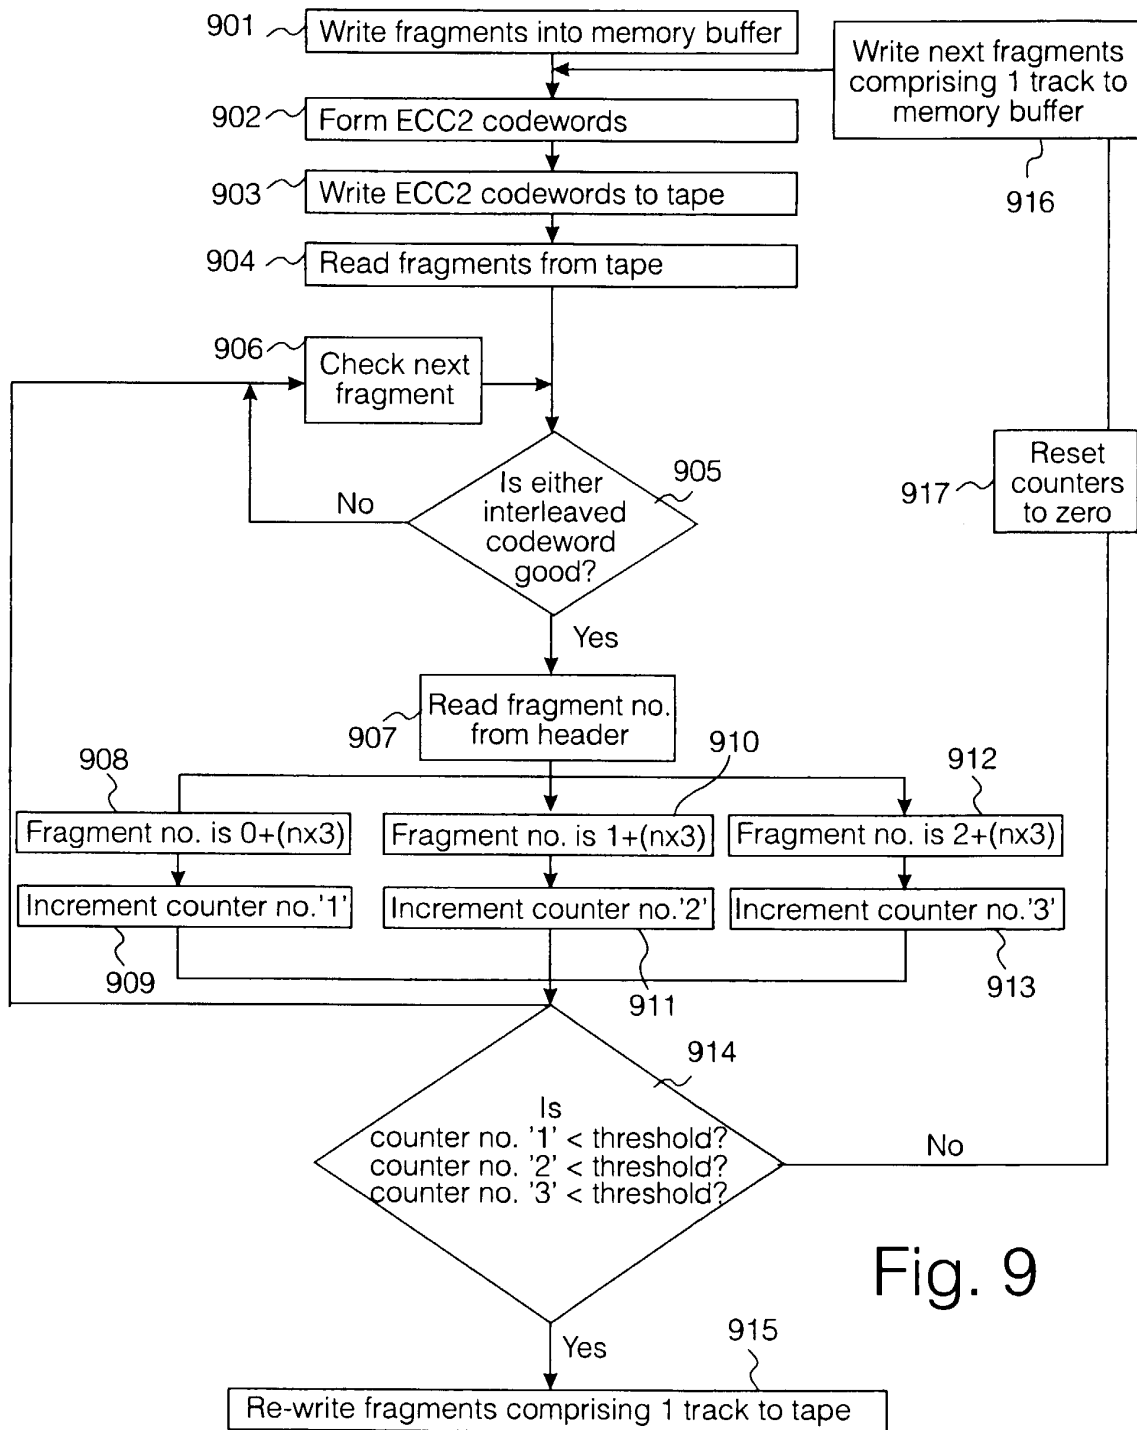 901
Write fragments into memory buffer
Write next fragments
comprising 1 track to
memory buffer
916
902
Form ECC2 codewords
903
Write ECC2 codewords to tape
904
Read fragments from tape
906
Check next
fragment
905
Is either
interleaved
codeword
good?
No
Yes
Reset
counters
to zero
917
Read fragment no.
from header
907
908
910
912
Fragment no. is 0+(nx3)
Fragment no. is 1+(nx3)
Fragment no. is 2+(nx3)
Increment counter no.'1'
Increment counter no.'2'
Increment counter no.'3'
909
911
913
914
Is
counter no. '1' < threshold?
counter no. '2' < threshold?
counter no. '3' < threshold?
No
Yes
Fig. 9
915
Re-write fragments comprising 1 track to tape